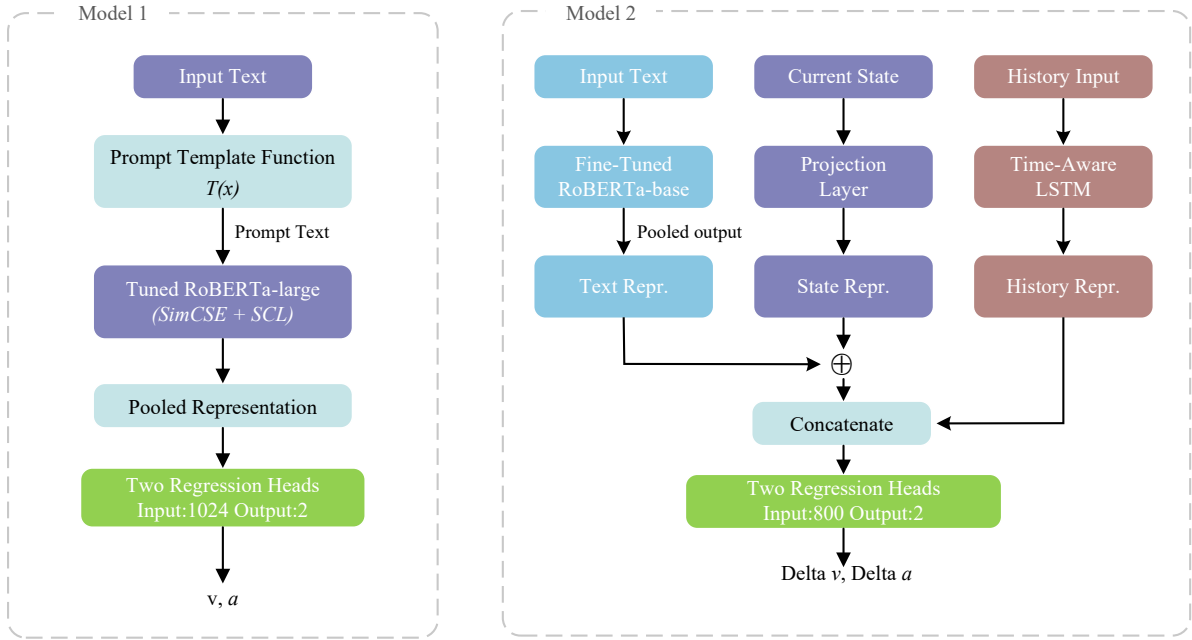 Model 1
Input Text
Prompt Template Function
T(x)
Prompt Text
Tuned RoBERTa-large
(SimCSE + SCL)
Pooled Representation
Two Regression Heads
Input:1024 Output:2
v, a
Model 2
Input Text
Current State
History Input
Fine-Tuned
RoBERTa-base
Projection
Layer
Time-Aware
LSTM
Pooled output
Text Repr.
State Repr.
History Repr.
⊕
Concatenate
Two Regression Heads
Input:800 Output:2
Delta v, Delta a